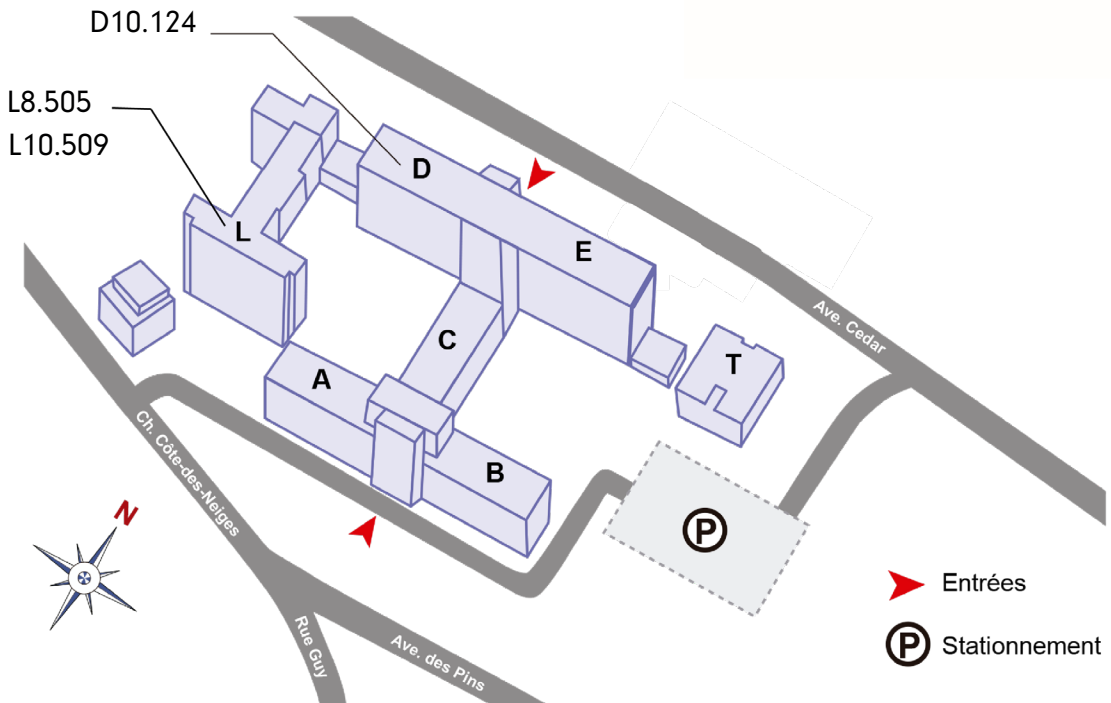 D10.124
L8.505
L10.509
D
L
E
C
T
A
B
Ave. Cedar
Ch. Côte-des-Neiges
N
P
Rue Guy
Ave. des Pins
Entrées
P Stationnement